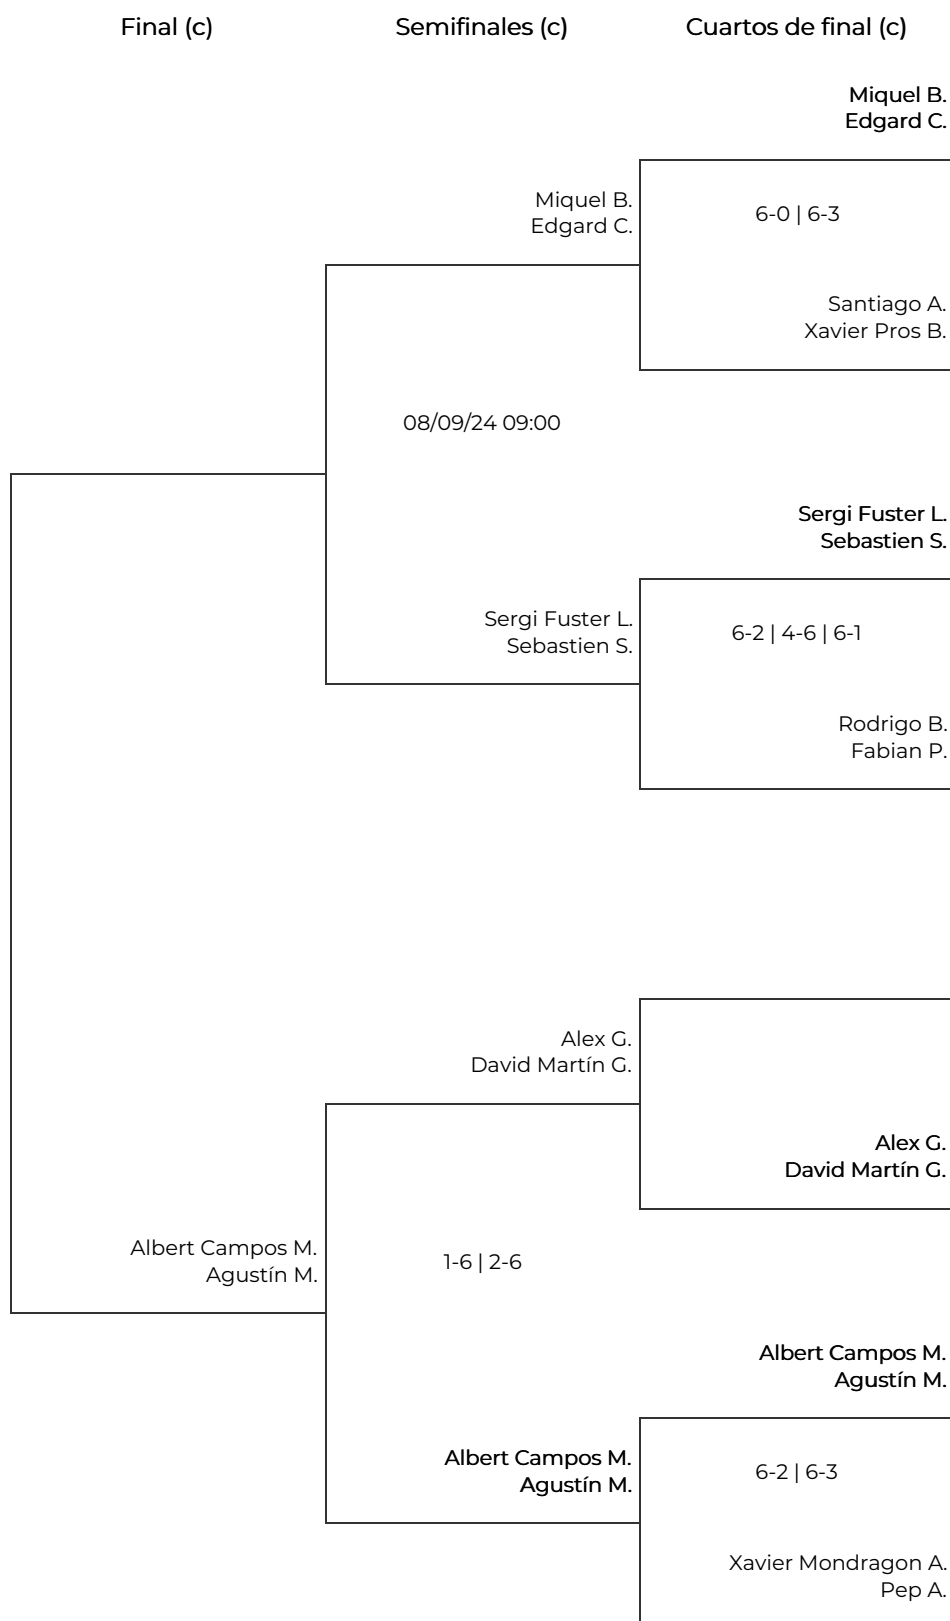 Final (c)
Semifinales (c)
Cuartos de final (c)
Miquel B.
Edgard C.
Miquel B.
Edgard C.
6-0 | 6-3
Santiago A.
Xavier Pros B.
08/09/24 09:00
Sergi Fuster L.
Sebastien S.
Sergi Fuster L.
Sebastien S.
6-2 | 4-6 | 6-1
Rodrigo B.
Fabian P.
Alex G.
David Martín G.
Alex G.
David Martín G.
Albert Campos M.
Agustín M.
1-6 | 2-6
Albert Campos M.
Agustín M.
Albert Campos M.
Agustín M.
6-2 | 6-3
Xavier Mondragon A.
Pep A.